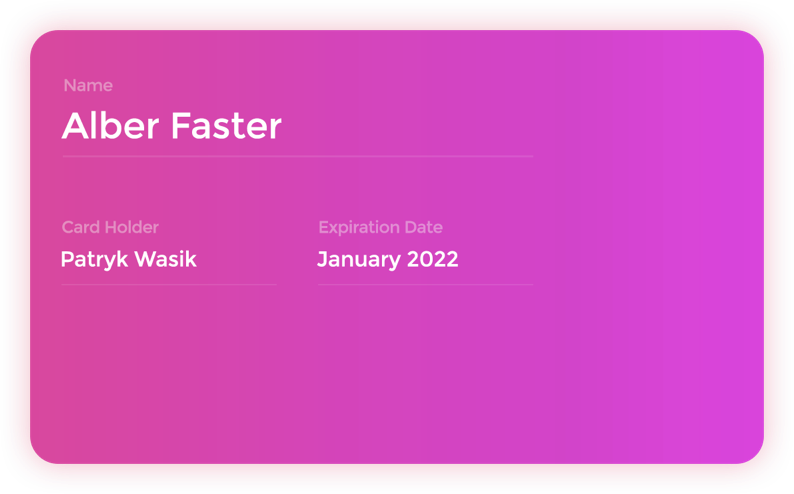 Name
Alber Faster
Card Holder
Expiration Date
Patryk Wasik
January 2022